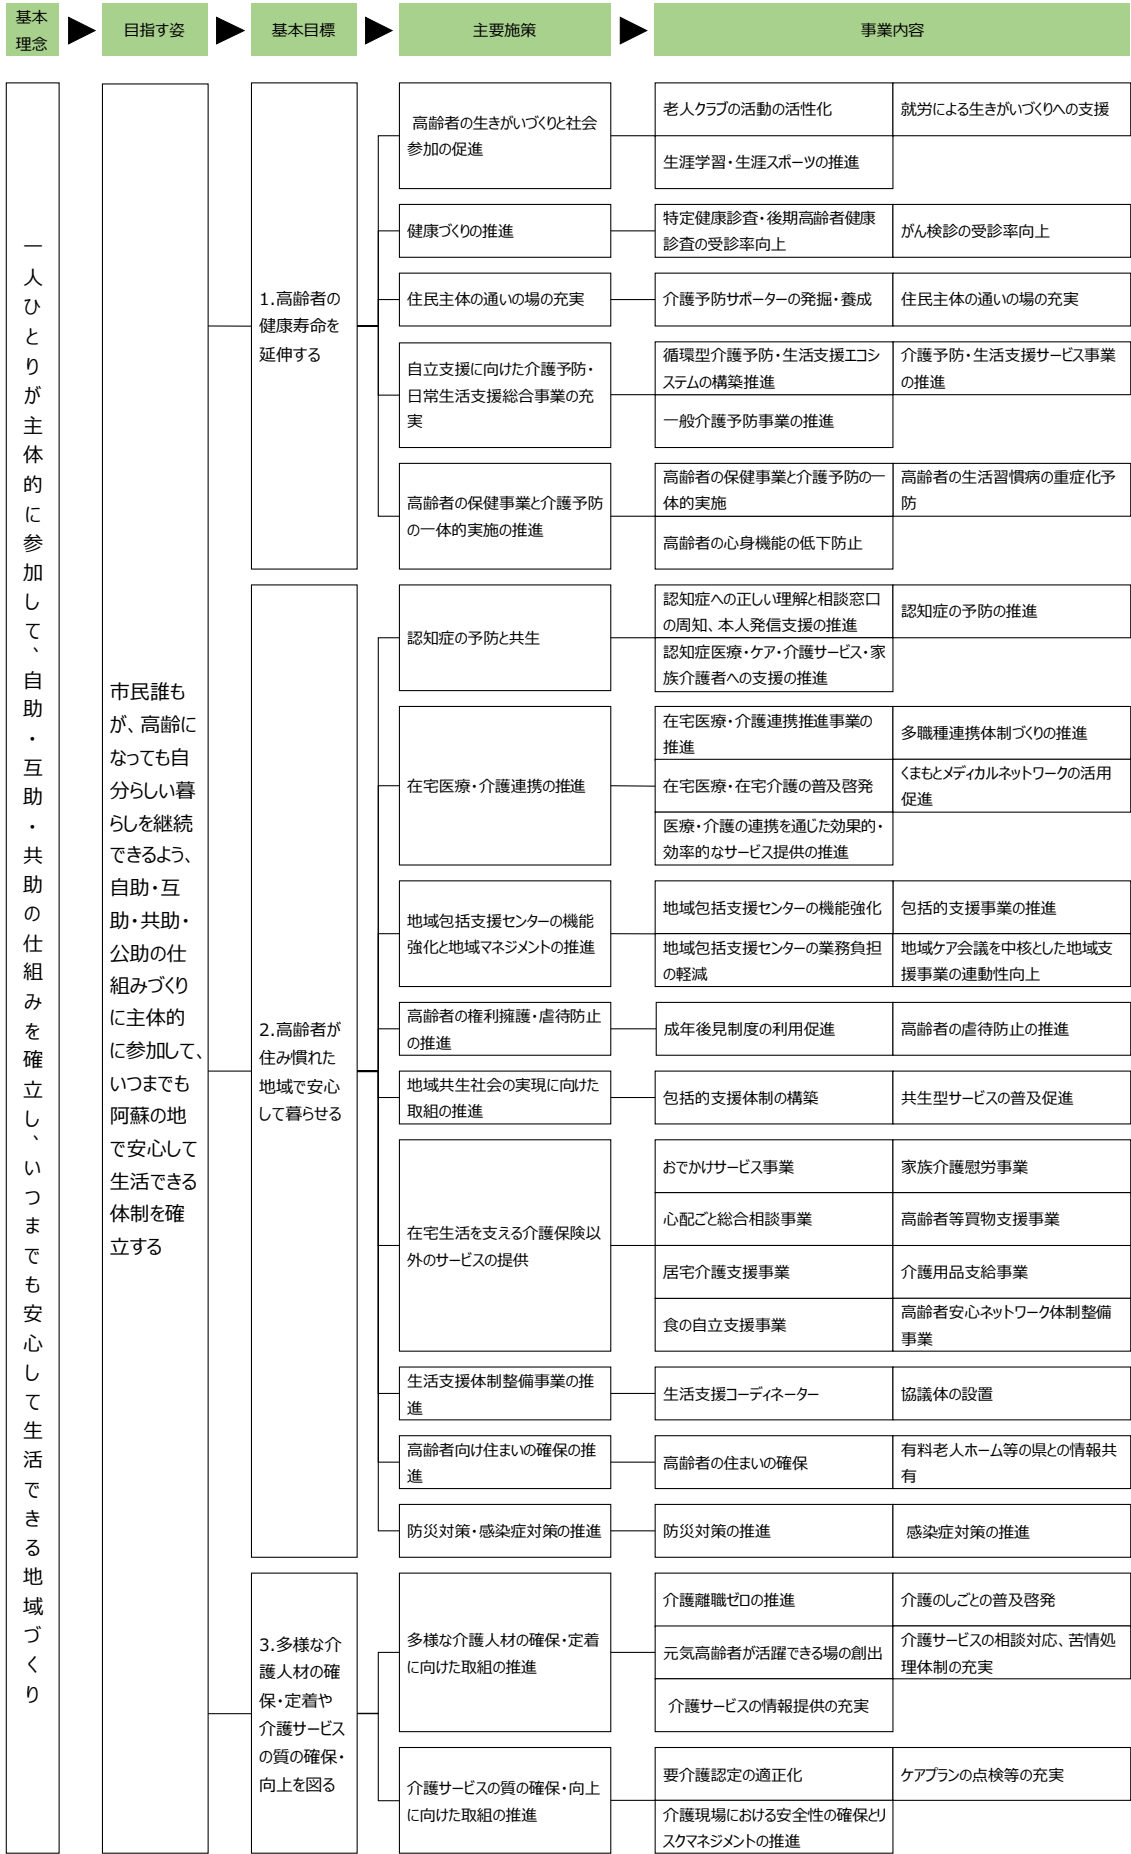 基本
理念
目指す姿
基本目標
主要施策
事業内容
一人ひとりが主体的に参加して、自助・互助・共助の仕組みを確立し、いつまでも安心して生活できる地域づくり
市民誰も
が、高齢に
なっても自
分らしい暮
らしを継続
できるよう、
自助・互
助・共助・
公助の仕
組みづくり
に主体的
に参加して、
いつまでも
阿蘇の地
で安心して
生活できる
体制を確
立する
1.高齢者の
健康寿命を
延伸する
高齢者の生きがいづくりと社会
参加の促進
老人クラブの活動の活性化
就労による生きがいづくりへの支援
生涯学習・生涯スポーツの推進
健康づくりの推進
特定健康診査・後期高齢者健康
診査の受診率向上
がん検診の受診率向上
住民主体の通いの場の充実
介護予防サポーターの発掘・養成
住民主体の通いの場の充実
自立支援に向けた介護予防・
日常生活支援総合事業の充
実
循環型介護予防・生活支援エコシ
ステムの構築推進
介護予防・生活支援サービス事業
の推進
一般介護予防事業の推進
高齢者の保健事業と介護予防
の一体的実施の推進
高齢者の保健事業と介護予防の一
体的実施
高齢者の生活習慣病の重症化予
防
高齢者の心身機能の低下防止
2.高齢者が
住み慣れた
地域で安心
して暮らせる
認知症の予防と共生
認知症への正しい理解と相談窓口
の周知、本人発信支援の推進
認知症の予防の推進
認知症医療・ケア・介護サービス・家
族介護者への支援の推進
在宅医療・介護連携の推進
在宅医療・介護連携推進事業の
推進
多職種連携体制づくりの推進
在宅医療・在宅介護の普及啓発
くまもとメディカルネットワークの活用
促進
医療・介護の連携を通じた効果的・
効率的なサービス提供の推進
地域包括支援センターの機能
強化と地域マネジメントの推進
地域包括支援センターの機能強化
包括的支援事業の推進
地域包括支援センターの業務負担
の軽減
地域ケア会議を中核とした地域支
援事業の連動性向上
高齢者の権利擁護・虐待防止
の推進
成年後見制度の利用促進
高齢者の虐待防止の推進
地域共生社会の実現に向けた
取組の推進
包括的支援体制の構築
共生型サービスの普及促進
在宅生活を支える介護保険以
外のサービスの提供
おでかけサービス事業
家族介護慰労事業
心配ごと総合相談事業
高齢者等買物支援事業
居宅介護支援事業
介護用品支給事業
食の自立支援事業
高齢者安心ネットワーク体制整備
事業
生活支援体制整備事業の推
進
生活支援コーディネーター
協議体の設置
高齢者向け住まいの確保の推
進
高齢者の住まいの確保
有料老人ホーム等の県との情報共
有
防災対策・感染症対策の推進
防災対策の推進
感染症対策の推進
3.多様な介
護人材の確
保・定着や
介護サービス
の質の確保・
向上を図る
多様な介護人材の確保・定着
に向けた取組の推進
介護離職ゼロの推進
介護のしごとの普及啓発
元気高齢者が活躍できる場の創出
介護サービスの相談対応、苦情処
理体制の充実
介護サービスの情報提供の充実
介護サービスの質の確保・向上
に向けた取組の推進
要介護認定の適正化
ケアプランの点検等の充実
介護現場における安全性の確保とリ
スクマネジメントの推進